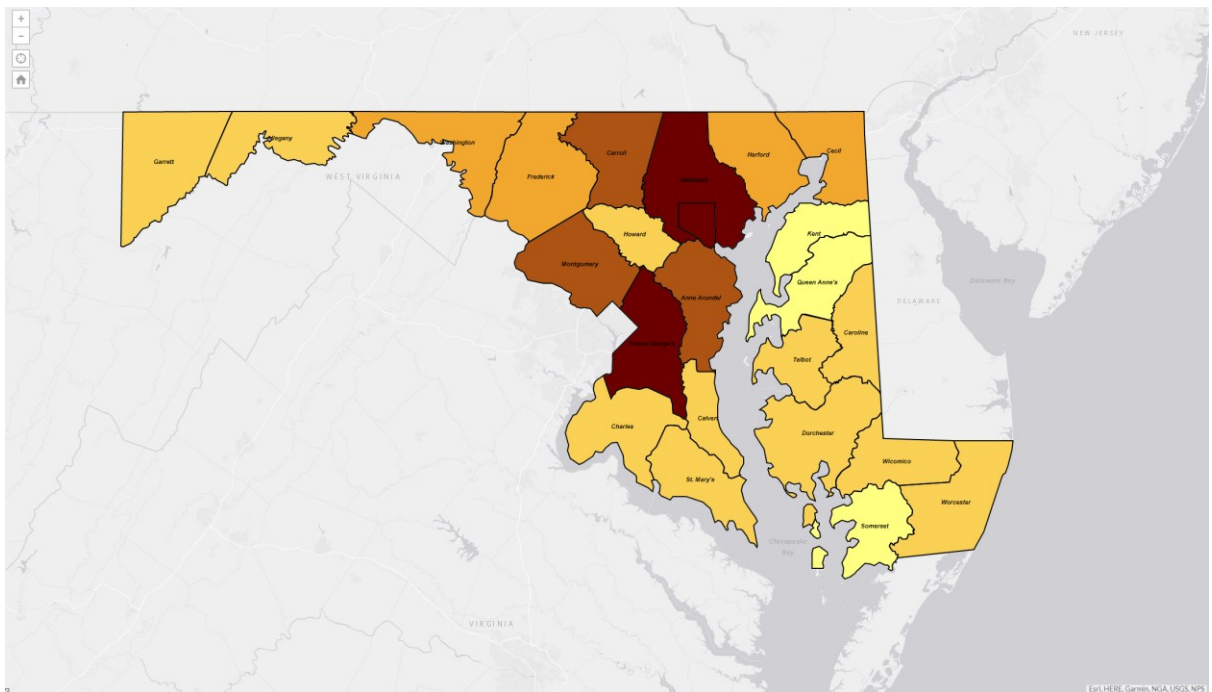 +
−
NEW JERSEY
Garrett
Allegeny
Washington
Frederick
Carroll
Harford
Cecil
WEST VIRGINIA
Howard
Kent
Montgomery
Queen Anne's
Anne Arundel
Delaware Bay
DELAWARE
Caroline
Talbot
Charles
Calvert
Dorchester
Wicomico
St. Mary's
Worcester
Somerset
Chesapeake
Bay
VIRGINIA
Esri, HERE, Garmin, NGA, USGS, NPS